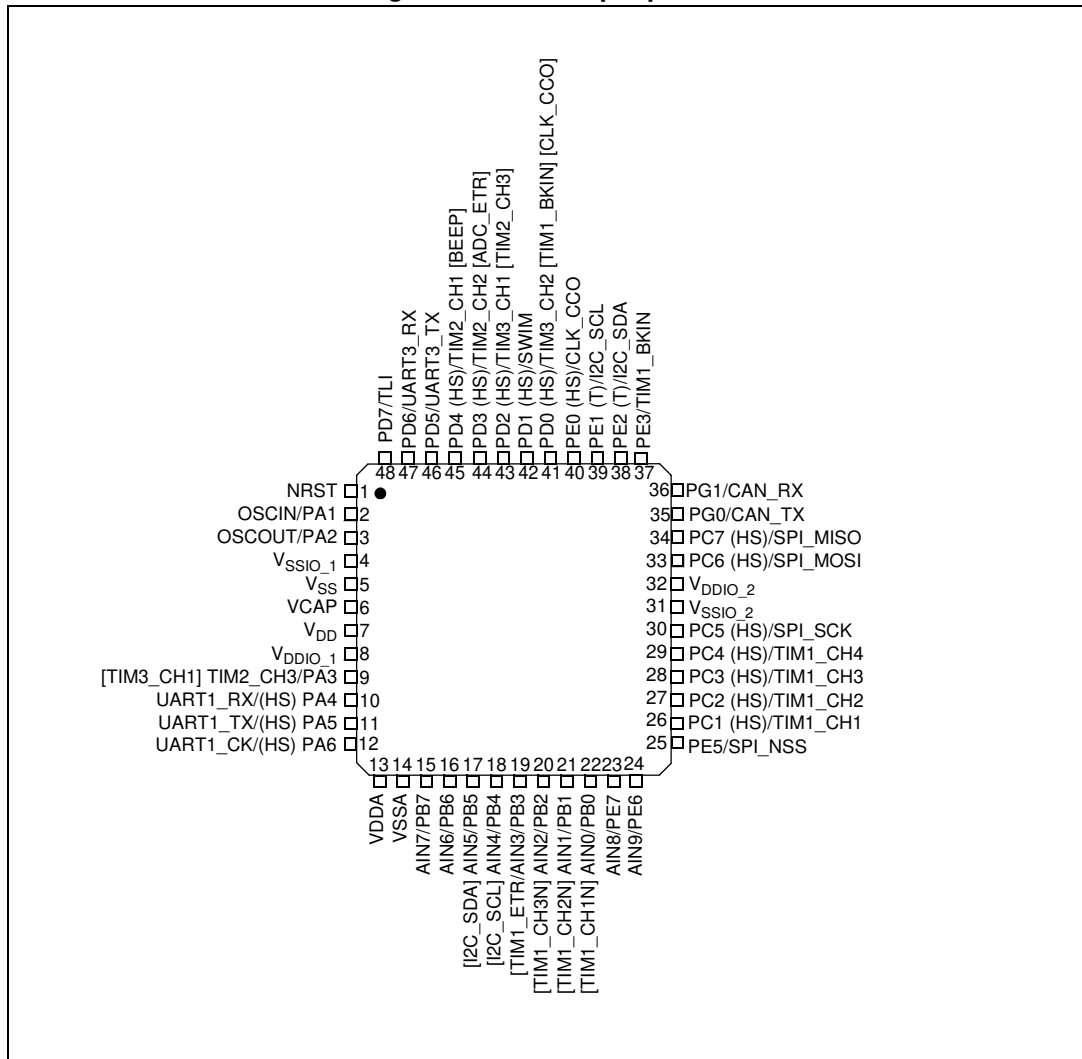 PD7/TLI
PD6/UART3_RX
PD5/UART3_TX
PD4 (HS)/TIM2_CH1 [BEEP]
PD3 (HS)/TIM2_CH2 [ADC_ETR]
PD2 (HS)/TIM3_CH1 [TIM2_CH3]
PD1 (HS)/SWIM
PD0 (HS)/TIM3_CH2 [TIM1_BKIN] [CLK_CCO]
PE0 (HS)/CLK_CCO
PE1 (T)/I2C_SCL
PE2 (T)/I2C_SDA
PE3/TIM1_BKIN
48 47 46 45 44 43 42 41 40 39 38 37
NRST 1
OSCIN/PA1 2
OSCOUT/PA2 3
VSSIO_1 4
VSS 5
VCAP 6
VDD 7
VDDIO_1 8
[TIM3_CH1] TIM2_CH3/PA3 9
UART1_RX/(HS) PA4 10
UART1_TX/(HS) PA5 11
UART1_CK/(HS) PA6 12
36 PG1/CAN_RX
35 PG0/CAN_TX
34 PC7 (HS)/SPI_MISO
33 PC6 (HS)/SPI_MOSI
32 VDDIO_2
31 VSSIO_2
30 PC5 (HS)/SPI_SCK
29 PC4 (HS)/TIM1_CH4
28 PC3 (HS)/TIM1_CH3
27 PC2 (HS)/TIM1_CH2
26 PC1 (HS)/TIM1_CH1
25 PE5/SPI_NSS
13 14 15 16 17 18 19 20 21 22 23 24
VDDA
VSSA
AIN7/PB7
AIN6/PB6
[I2C_SDA] AIN5/PB5
[I2C_SCL] AIN4/PB4
[TIM1_ETR/AIN3/PB3
[TIM1_CH3N] AIN2/PB2
[TIM1_CH2N] AIN1/PB1
[TIM1_CH1N] AIN0/PB0
AIN8/PE7
AIN9/PE6